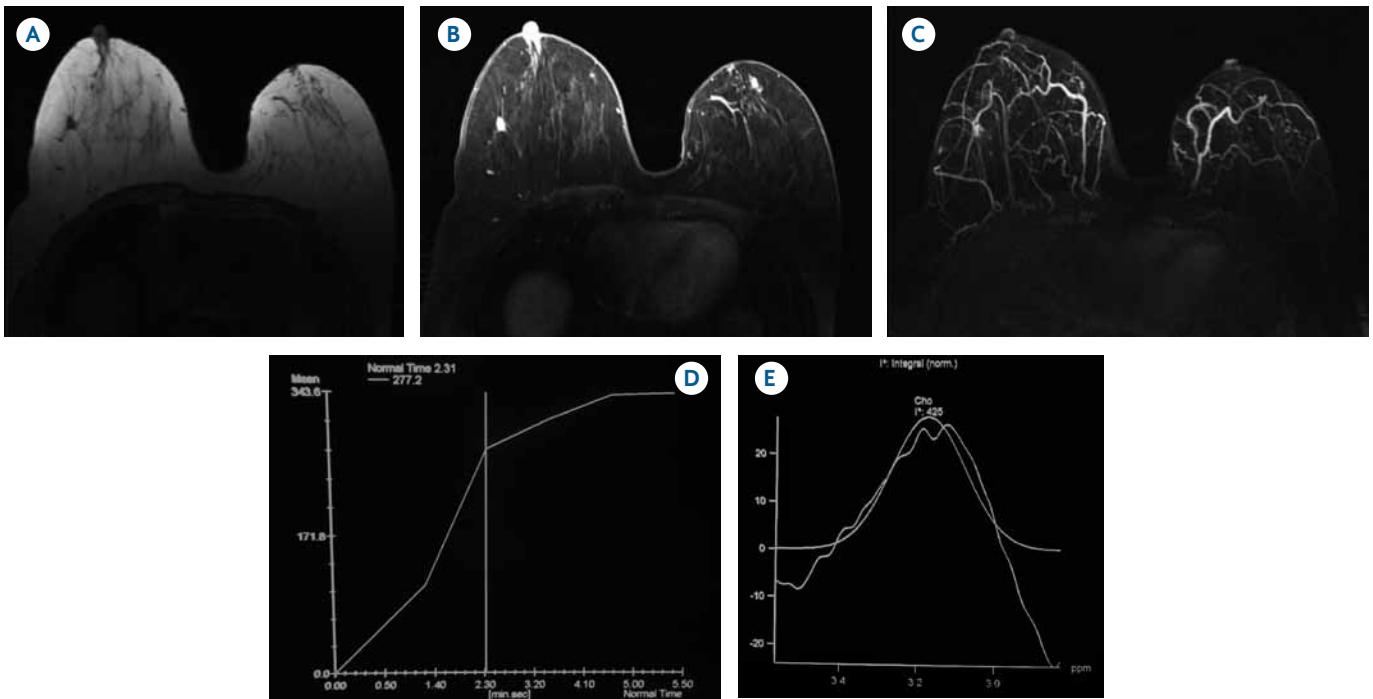 A
B
C
D
Normal Time 2.31
277.2
Mean
343.6
171.8
0.0
0.00 0.50 1.40 2.30 3.20 4.10 5.00 5.50
[min.sec] Normal Time
E
I*: Integral (norm.)
Cho
I*: 425
20
10
0
-10
-20
3.4 3.2 3.0 ppm